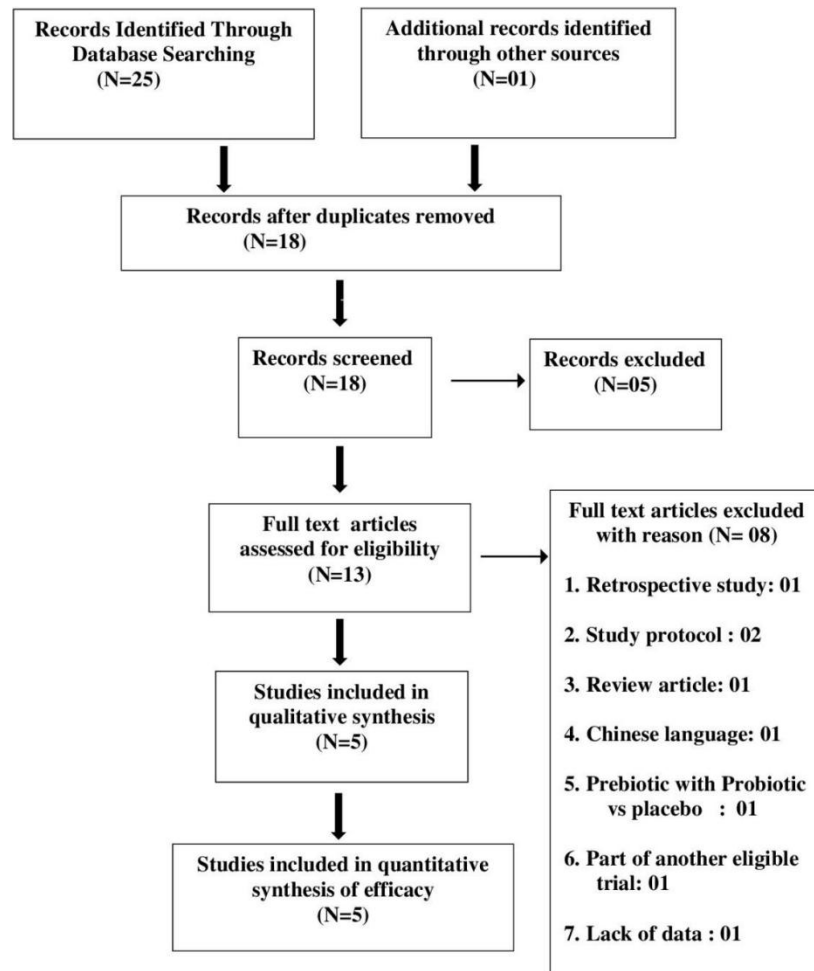 Records Identified Through
Database Searching
(N=25)
Additional records identified
through other sources
(N=01)
Records after duplicates removed
(N=18)
Records screened
(N=18)
Records excluded
(N=05)
Full text articles
assessed for eligibility
(N=13)
Full text articles excluded
with reason (N= 08)
1. Retrospective study: 01
2. Study protocol : 02
3. Review article: 01
4. Chinese language: 01
5. Prebiotic with Probiotic
vs placebo : 01
6. Part of another eligible
trial: 01
7. Lack of data : 01
Studies included in
qualitative synthesis
(N=5)
Studies included in quantitative
synthesis of efficacy
(N=5)